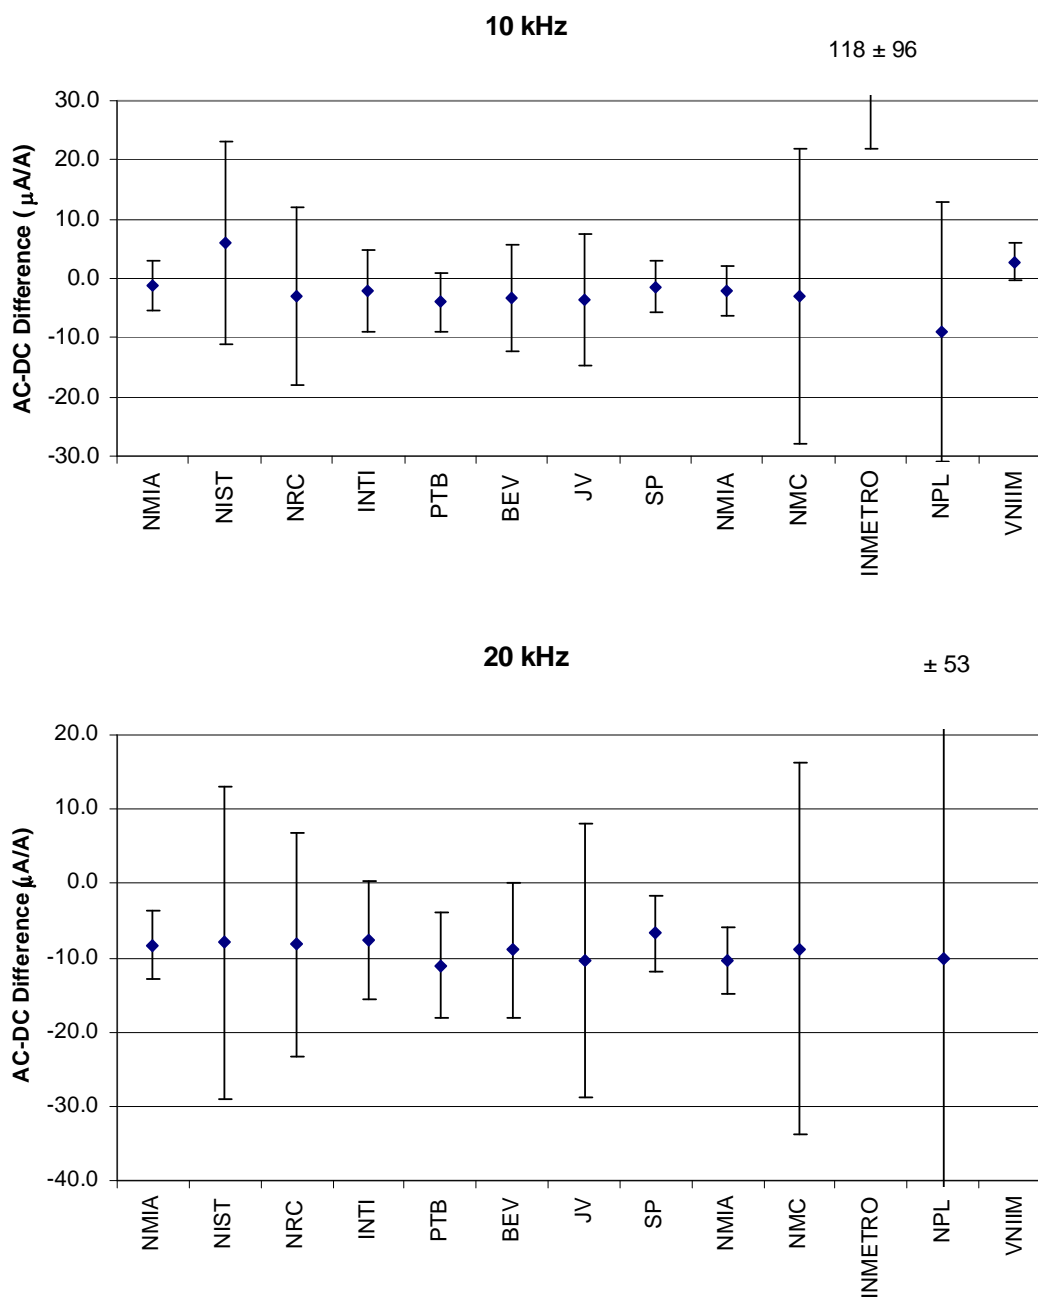 10 kHz
118 ± 96
AC-DC Difference ( μA/A)
30.0
20.0
10.0
0.0
-10.0
-20.0
-30.0
NMIA
NIST
NRC
INTI
PTB
BEV
JV
SP
NMIA
NMC
INMETRO
NPL
VNIIM
20 kHz
± 53
AC-DC Difference (μA/A)
20.0
10.0
0.0
-10.0
-20.0
-30.0
-40.0
NMIA
NIST
NRC
INTI
PTB
BEV
JV
SP
NMIA
NMC
INMETRO
NPL
VNIIM